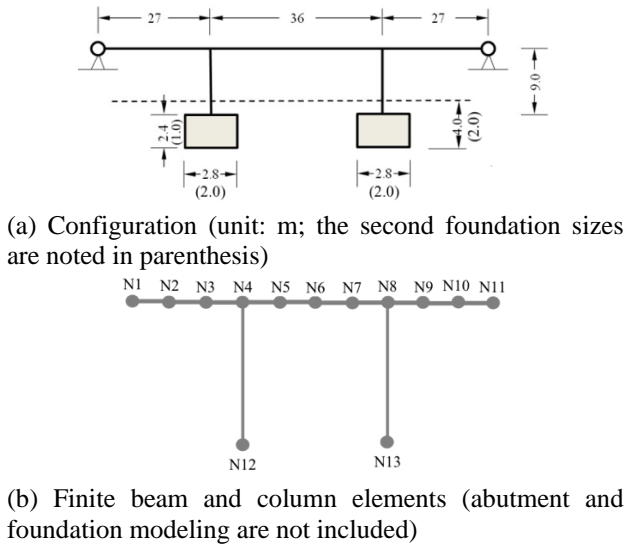 27 36 27
9.0
2.4
(1.0)
4.0
(2.0)
2.8 2.8
(2.0) (2.0)
(a) Configuration (unit: m; the second foundation sizes
are noted in parenthesis)
N1 N2 N3 N4 N5 N6 N7 N8 N9 N10 N11
N12 N13
(b) Finite beam and column elements (abutment and
foundation modeling are not included)